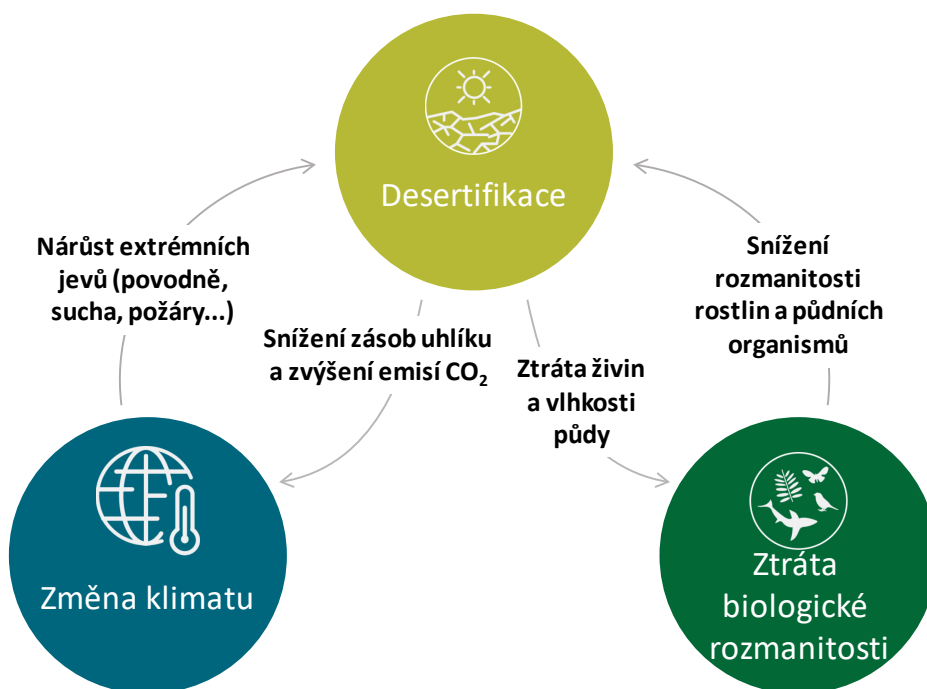 Desertifikace
Nárůst extrémních
jevů (povodně,
sucha, požáry...)
Snížení zásob uhlíku
a zvýšení emisí CO₂
Ztráta živin
a vlhkosti
půdy
Snížení
rozmanitosti
rostlin a půdních
organismů
Změna klimatu
Ztráta
biologické
rozmanitosti